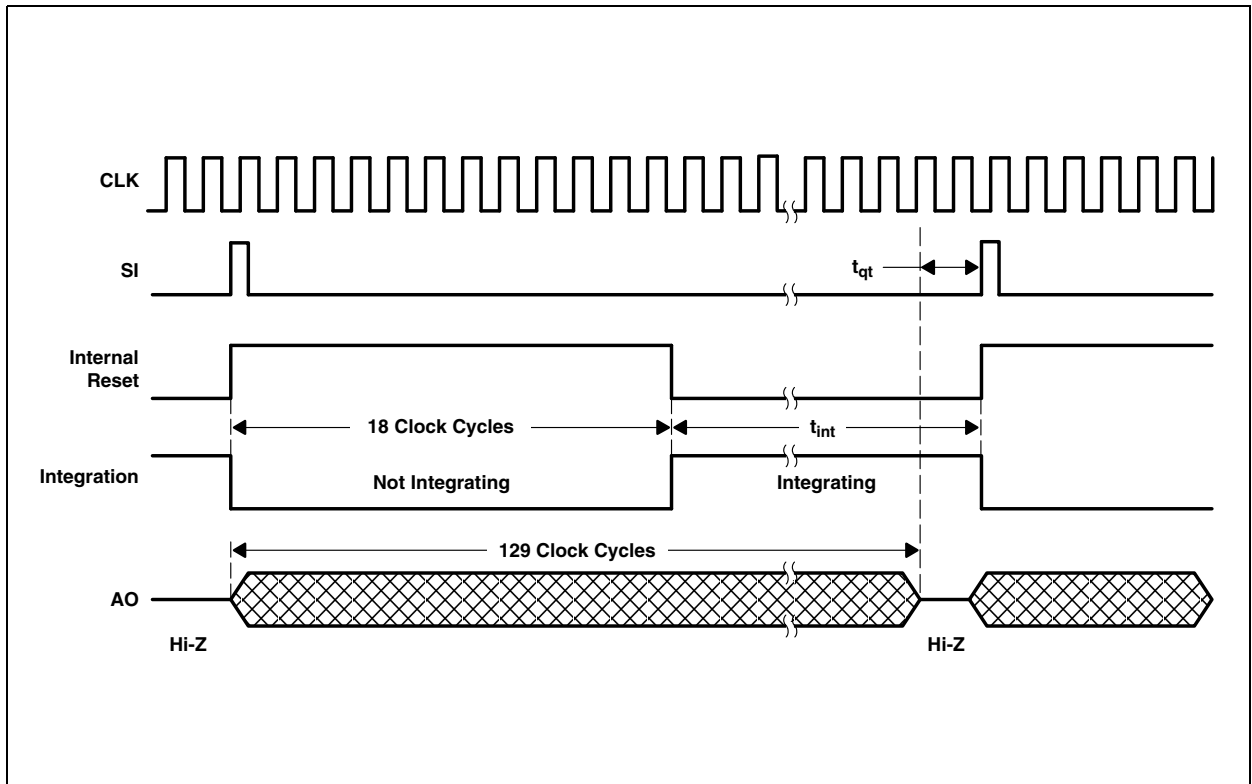 CLK
SI
t_qt
Internal
Reset
18 Clock Cycles
t_int
Integration
Not Integrating
Integrating
129 Clock Cycles
AO
Hi-Z
Hi-Z